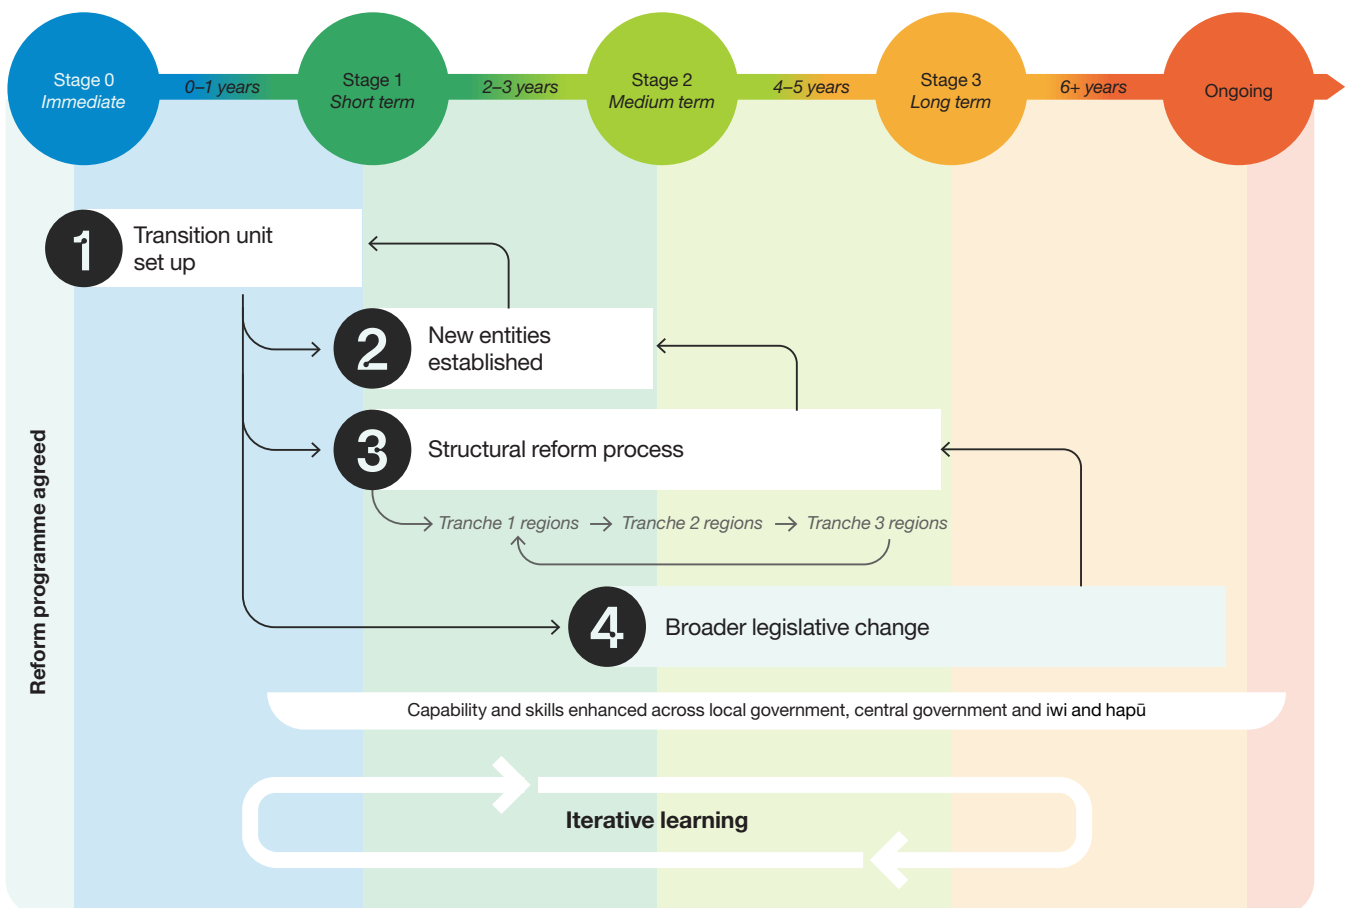 Stage 0
Immediate
0–1 years
Stage 1
Short term
2–3 years
Stage 2
Medium term
4–5 years
Stage 3
Long term
6+ years
Ongoing
Reform programme agreed
1
Transition unit
set up
2
New entities
established
3
Structural reform process
Tranche 1 regions
Tranche 2 regions
Tranche 3 regions
4
Broader legislative change
Capability and skills enhanced across local government, central government and iwi and hapū
Iterative learning